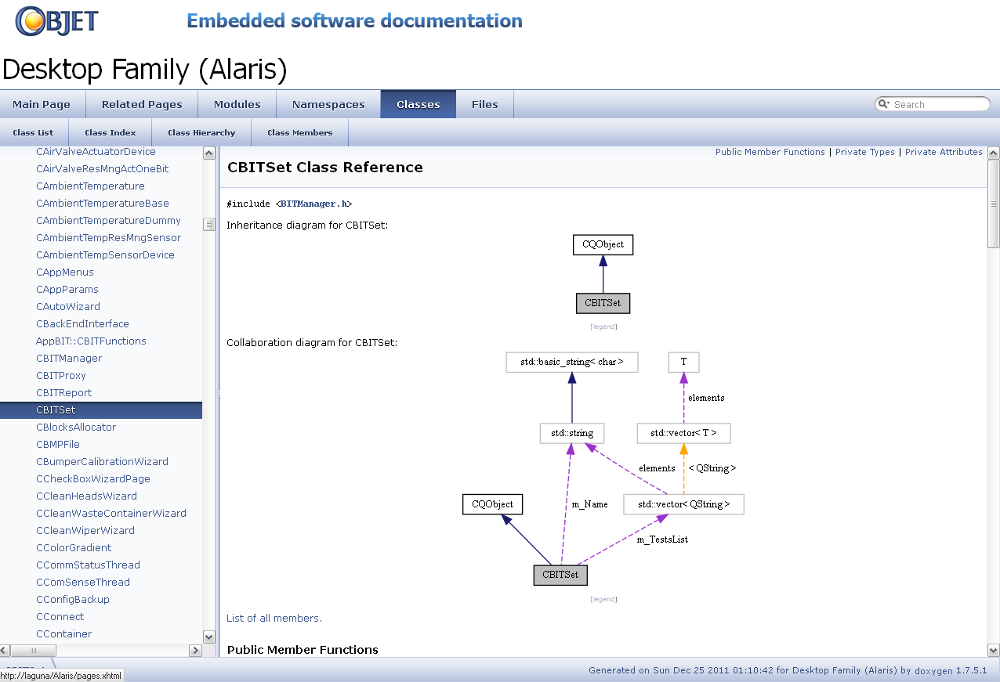 OBJET
Embedded software documentation
Desktop Family (Alaris)
Main Page
Related Pages
Modules
Namespaces
Classes
Files
Search
Class List
Class Index
Class Hierarchy
Class Members
CAirValveActuatorDevice
CAirValveResMngActOneBit
CAmbientTemperature
CAmbientTemperatureBase
CAmbientTemperatureDummy
CAmbientTempResMngSensor
CAmbientTempSensorDevice
CAppMenus
CAppParams
CAutoWizard
CBackEndInterface
AppBIT::CBITFunctions
CBITManager
CBITProxy
CBITReport
CBITSet
CBlocksAllocator
CBMPFile
CBumperCalibrationWizard
CCheckBoxWizardPage
CCleanHeadsWizard
CCleanWasteContainerWizard
CCleanWiperWizard
CColorGradient
CCommStatusThread
CComSenseThread
CConfigBackup
CConnect
CContainer
Public Member Functions | Private Types | Private Attributes
CBITSet Class Reference
#include <BITManager.h>
Inheritance diagram for CBITSet:
CQObject
CBITSet
[legend]
Collaboration diagram for CBITSet:
std::basic_string< char >
T
elements
std::string
std::vector< T >
elements
< QString >
CQObject
m_Name
std::vector< QString >
m_TestsList
CBITSet
[legend]
List of all members.
Public Member Functions
http://laguna/Alaris/pages.xhtml
Generated on Sun Dec 25 2011 01:10:42 for Desktop Family (Alaris) by doxygen 1.7.5.1